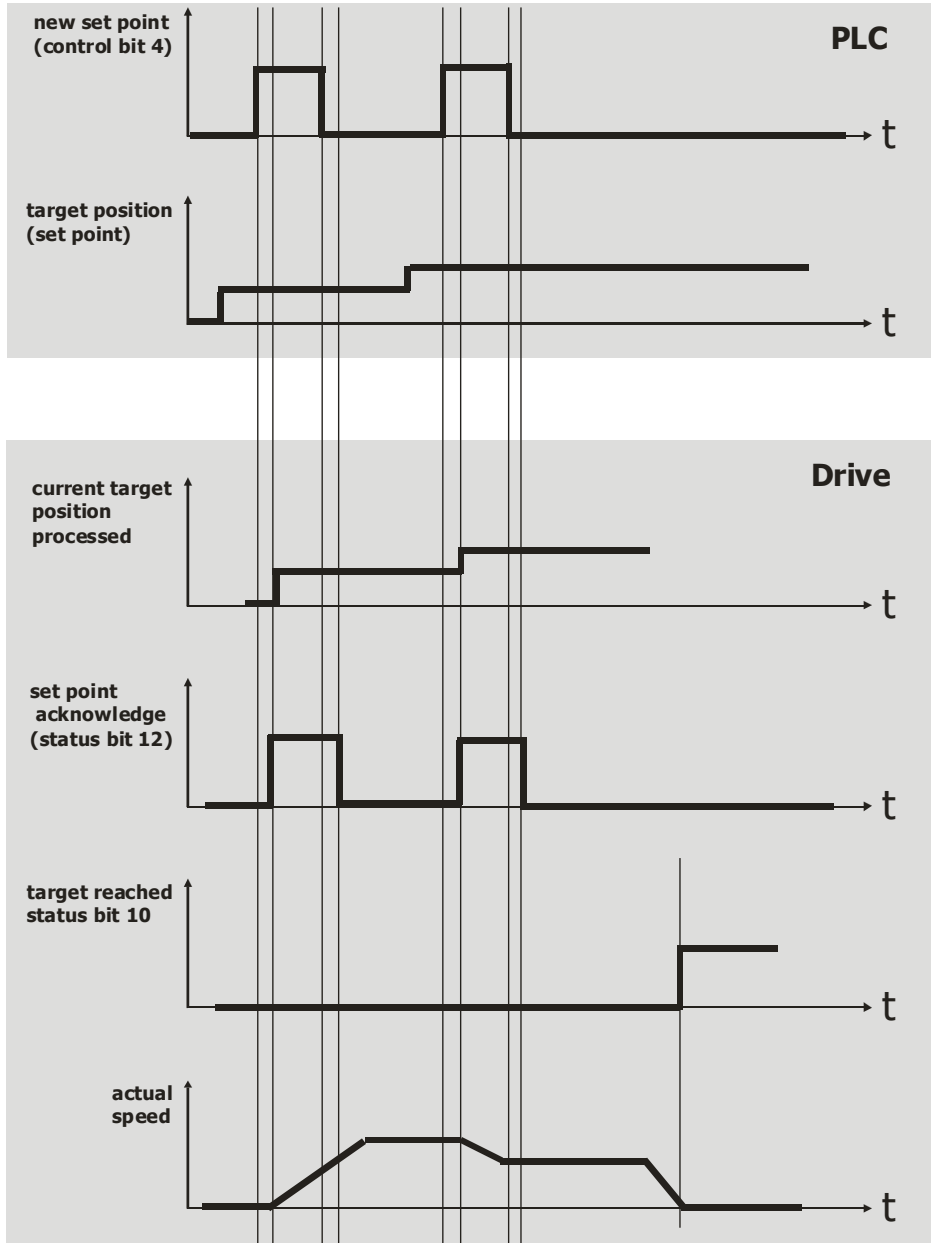 new set point
(control bit 4)
PLC
t
target position
(set point)
t
Drive
current target
position
processed
t
set point
acknowledge
(status bit 12)
t
target reached
status bit 10
t
actual
speed
t